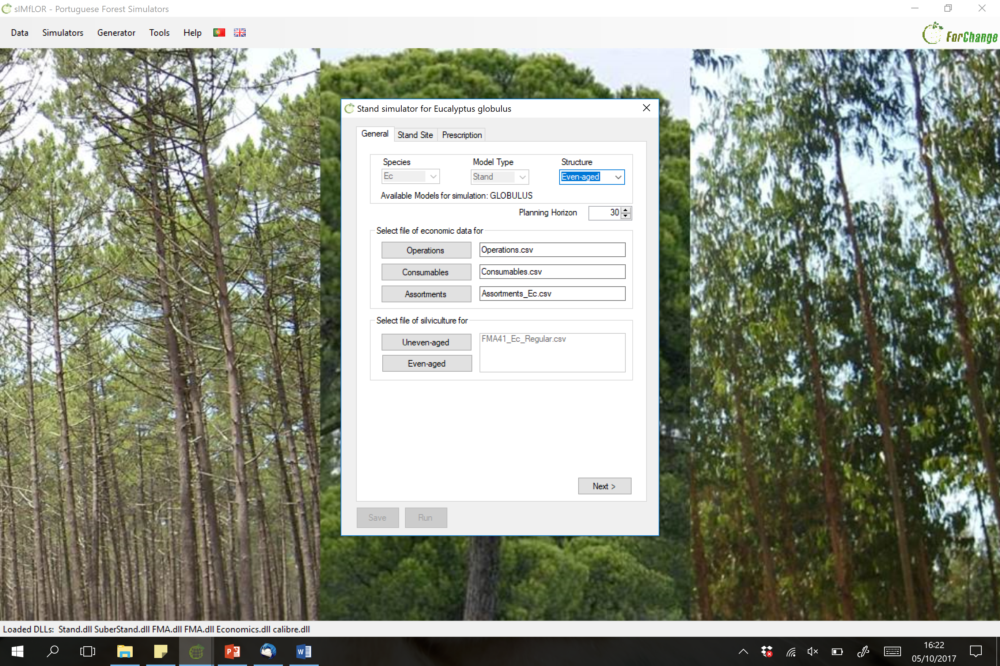 sIMfLOR - Portuguese Forest Simulators
Data Simulators Generator Tools Help
ForChange
Stand simulator for Eucalyptus globulus
General Stand Site Prescription
Species Model Type Structure
Ec Stand Even-aged
Available Models for simulation: GLOBULUS
Planning Horizon 30
Select file of economic data for
Operations Operations.csv
Consumables Consumables.csv
Assortments Assortments_Ec.csv
Select file of silviculture for
Uneven-aged FMA41_Ec_Regular.csv
Even-aged
Next >
Save Run
Loaded DLLs: Stand.dll SuberStand.dll FMA.dll FMA.dll Economics.dll calibre.dll
16:22
05/10/2017